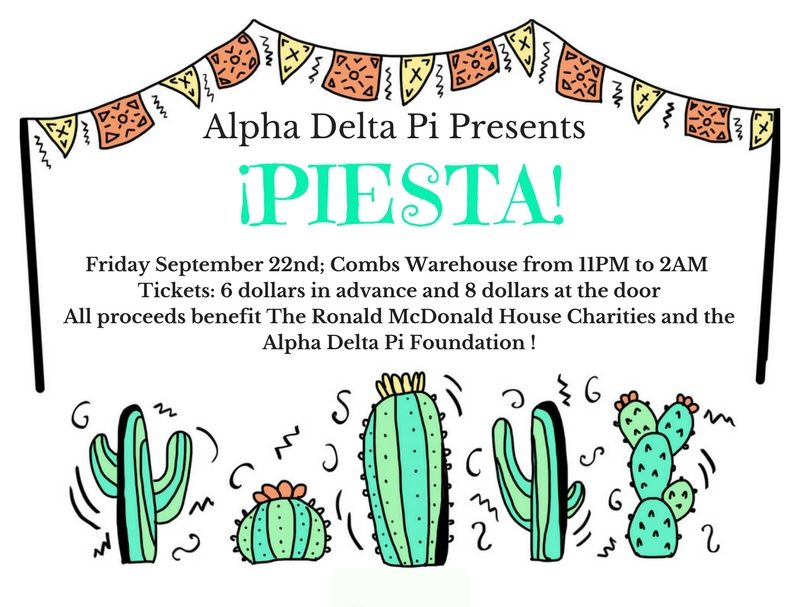 Alpha Delta Pi Presents
¡PIESTA!
Friday September 22nd; Combs Warehouse from 11PM to 2AM
Tickets: 6 dollars in advance and 8 dollars at the door
All proceeds benefit The Ronald McDonald House Charities and the
Alpha Delta Pi Foundation !